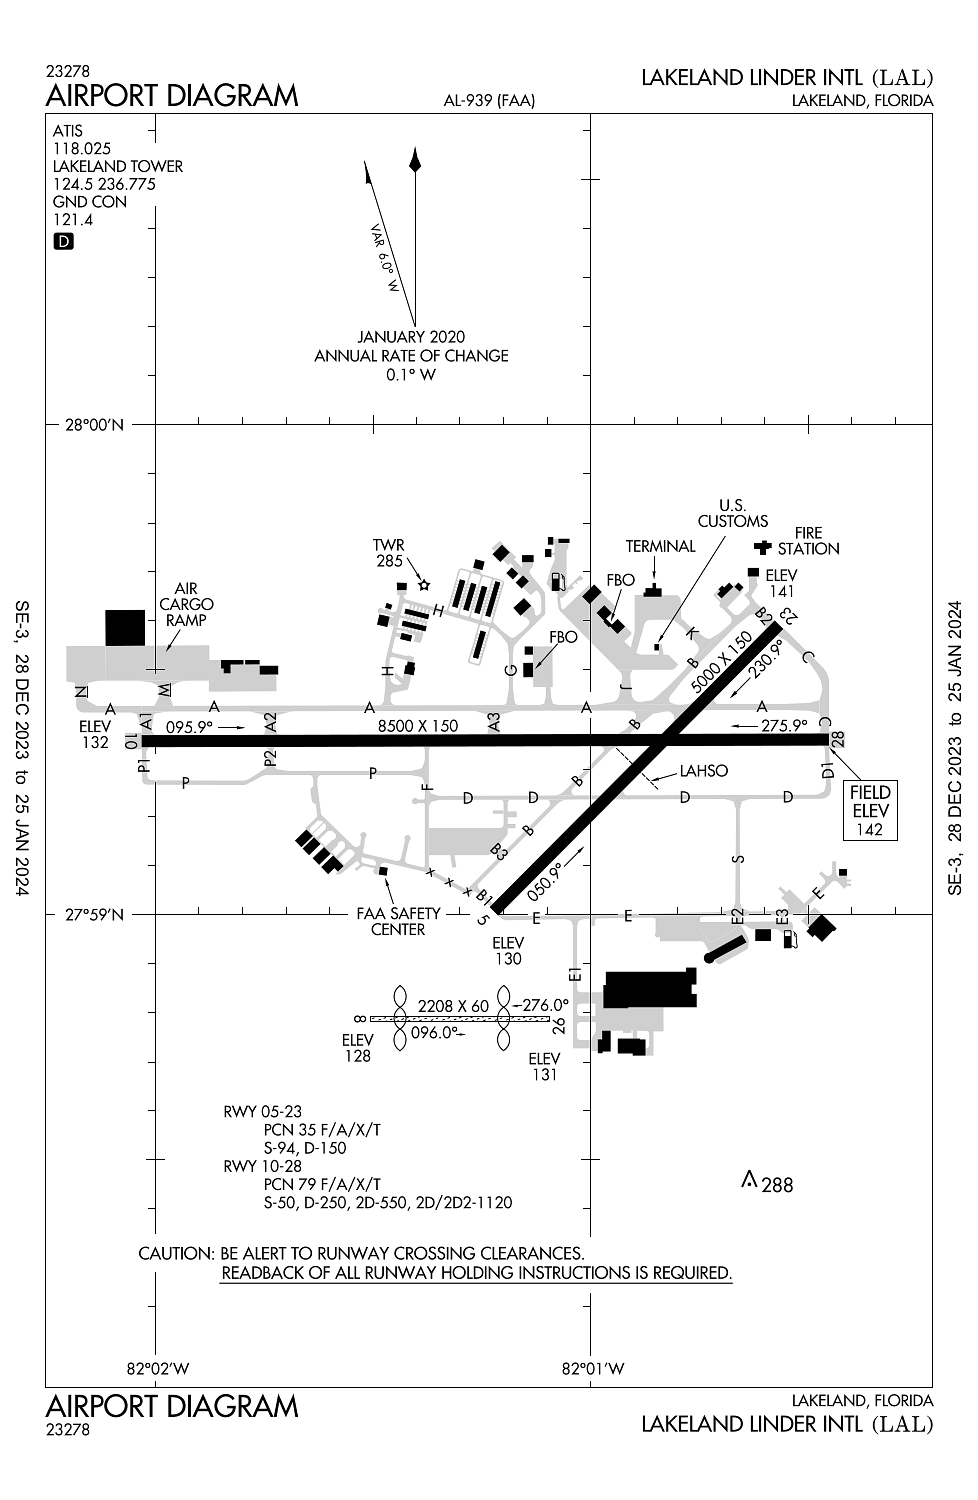 23278
AIRPORT DIAGRAM
AL-939 (FAA)
LAKELAND LINDER INTL (LAL)
LAKELAND, FLORIDA
ATIS
118.025
LAKELAND TOWER
124.5 236.775
GND CON
121.4
D
VAR 6.0° W
JANUARY 2020
ANNUAL RATE OF CHANGE
0.1° W
28°00'N
U.S.
CUSTOMS
FIRE
STATION
TERMINAL
TWR
285
ELEV
141
FBO
AIR
CARGO
RAMP
H
B2
23
K
FBO
5000 X 150
230.9°
C
B
H
G
J
N
M
A
A
A
A
A
ELEV
132
10
A1
095.9°
A2
8500 X 150
A3
B
275.9°
C
28
P1
P2
P
P
F
B
LAHSO
D1
D
D
D
D
FIELD
ELEV
142
B
B3
S
050.9°
E
B1
5
x x x
27°59'N
FAA SAFETY
CENTER
E
E
E2
E3
ELEV
130
E1
2208 X 60
276.0°
8
096.0°
26
ELEV
128
ELEV
131
RWY 05-23
PCN 35 F/A/X/T
S-94, D-150
RWY 10-28
PCN 79 F/A/X/T
S-50, D-250, 2D-550, 2D/2D2-1120
288
CAUTION: BE ALERT TO RUNWAY CROSSING CLEARANCES.
READBACK OF ALL RUNWAY HOLDING INSTRUCTIONS IS REQUIRED.
82°02'W
82°01'W
AIRPORT DIAGRAM
23278
LAKELAND, FLORIDA
LAKELAND LINDER INTL (LAL)
SE-3, 28 DEC 2023 to 25 JAN 2024
SE-3, 28 DEC 2023 to 25 JAN 2024